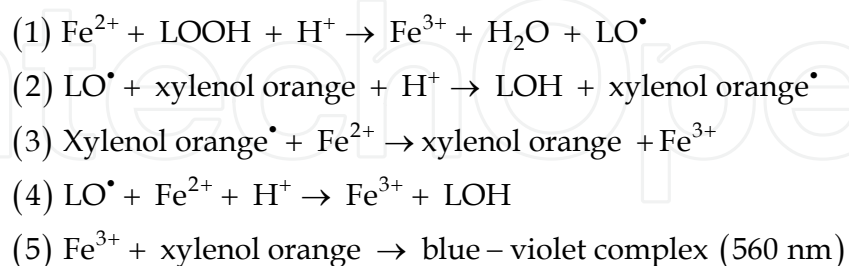 (1) Fe²⁺ + LOOH + H⁺ → Fe³⁺ + H₂O + LO•
(2) LO• + xylenol orange + H⁺ → LOH + xylenol orange•
(3) Xylenol orange• + Fe²⁺ → xylenol orange + Fe³⁺
(4) LO• + Fe²⁺ + H⁺ → Fe³⁺ + LOH
(5) Fe³⁺ + xylenol orange → blue – violet complex (560 nm)